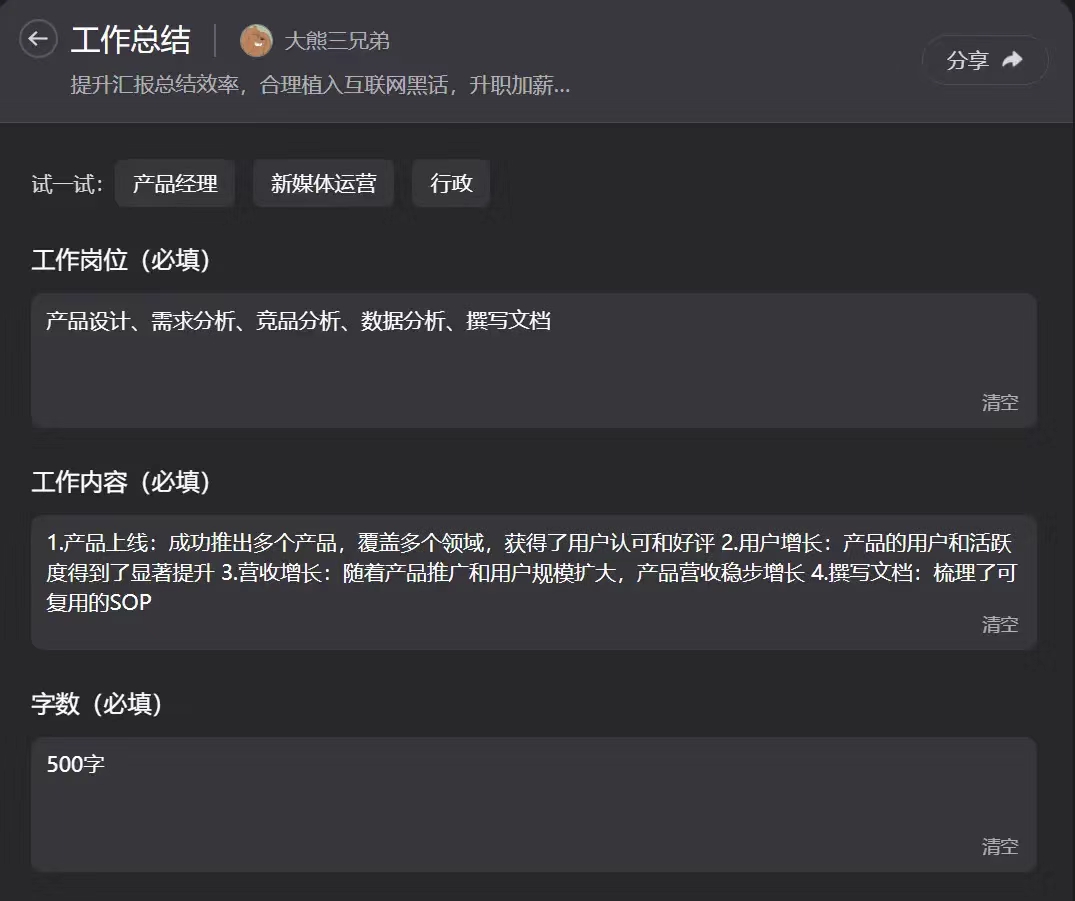 工作总结
大熊三兄弟
分享
提升汇报总结效率，合理植入互联网黑话，升职加薪...
试一试：
产品经理
新媒体运营
行政
工作岗位（必填）
产品设计、需求分析、竞品分析、数据分析、撰写文档
清空
工作内容（必填）
1.产品上线：成功推出多个产品，覆盖多个领域，获得了用户认可和好评 2.用户增长：产品的用户和活跃
度得到了显著提升 3.营收增长：随着产品推广和用户规模扩大，产品营收稳步增长 4.撰写文档：梳理了可
复用的SOP
清空
字数（必填）
500字
清空